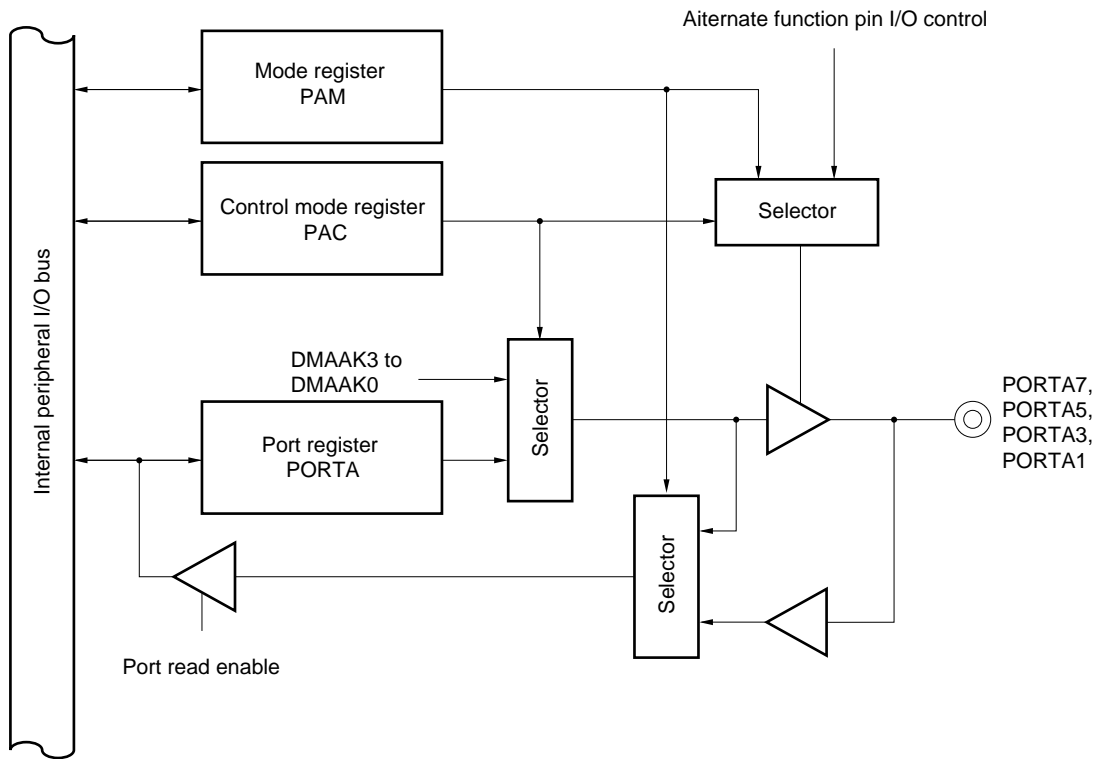 Aiternate function pin I/O control
Mode register
PAM
Control mode register
PAC
Selector
Internal peripheral I/O bus
DMAAK3 to
DMAAK0
Selector
PORTA7,
PORTA5,
PORTA3,
PORTA1
Port register
PORTA
Selector
Port read enable